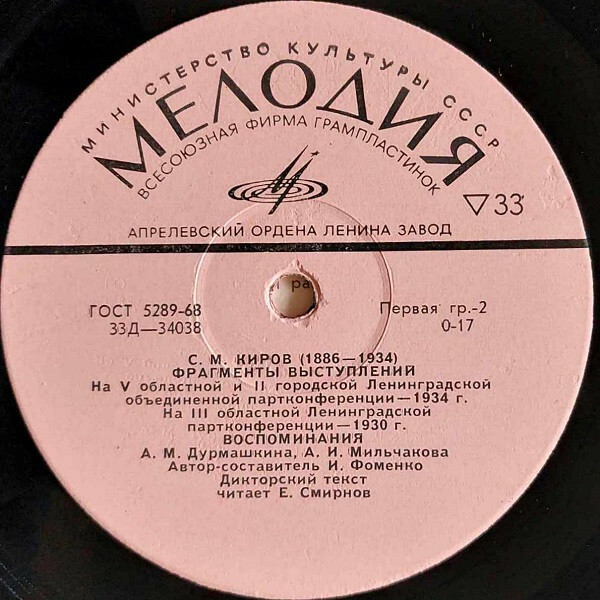 МИНИСТЕРСТВО КУЛЬТУРЫ СССР
МЕЛОДИЯ
ВСЕСОЮЗНАЯ ФИРМА ГРАМПЛАСТИНОК
▽33
АПРЕЛЕВСКИЙ ОРДЕНА ЛЕНИНА ЗАВОД
ГОСТ 5289-68
33Д—34038
Первая гр.-2
0-17
С. М. КИРОВ (1886—1934)
ФРАГМЕНТЫ ВЫСТУПЛЕНИЙ
На V областной и II городской Ленинградской
объединенной партконференции—1934 г.
На III областной Ленинградской
партконференции—1930 г.
ВОСПОМИНАНИЯ
А. М. Дурмашкина, А. И. Мильчакова
Автор-составитель И. Фоменко
Дикторский текст
читает Е. Смирнов